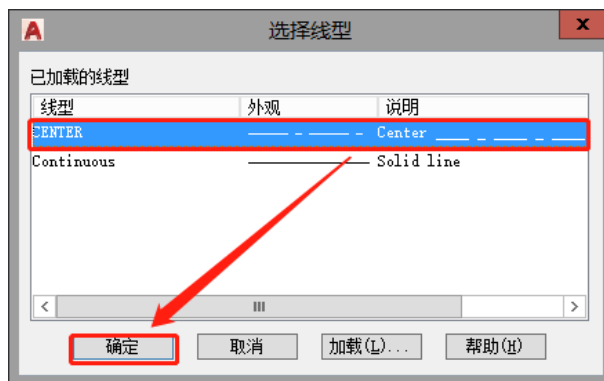 选择线型
已加载的线型
线型 外观 说明
CENTER Center
Continuous Solid line
确定 取消 加载(L)... 帮助(H)